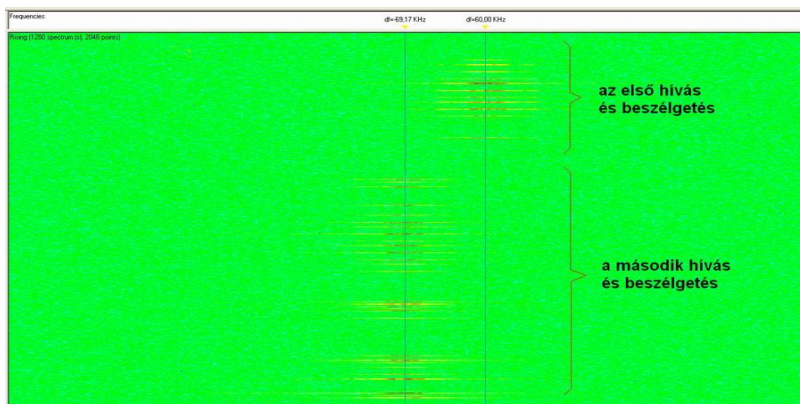 Frequencies
df=-69,17 KHz
df=60,00 KHz
Rising [1280 spectrum (s), 2048 points]
az első hívás
és beszélgetés
a második hívás
és beszélgetés